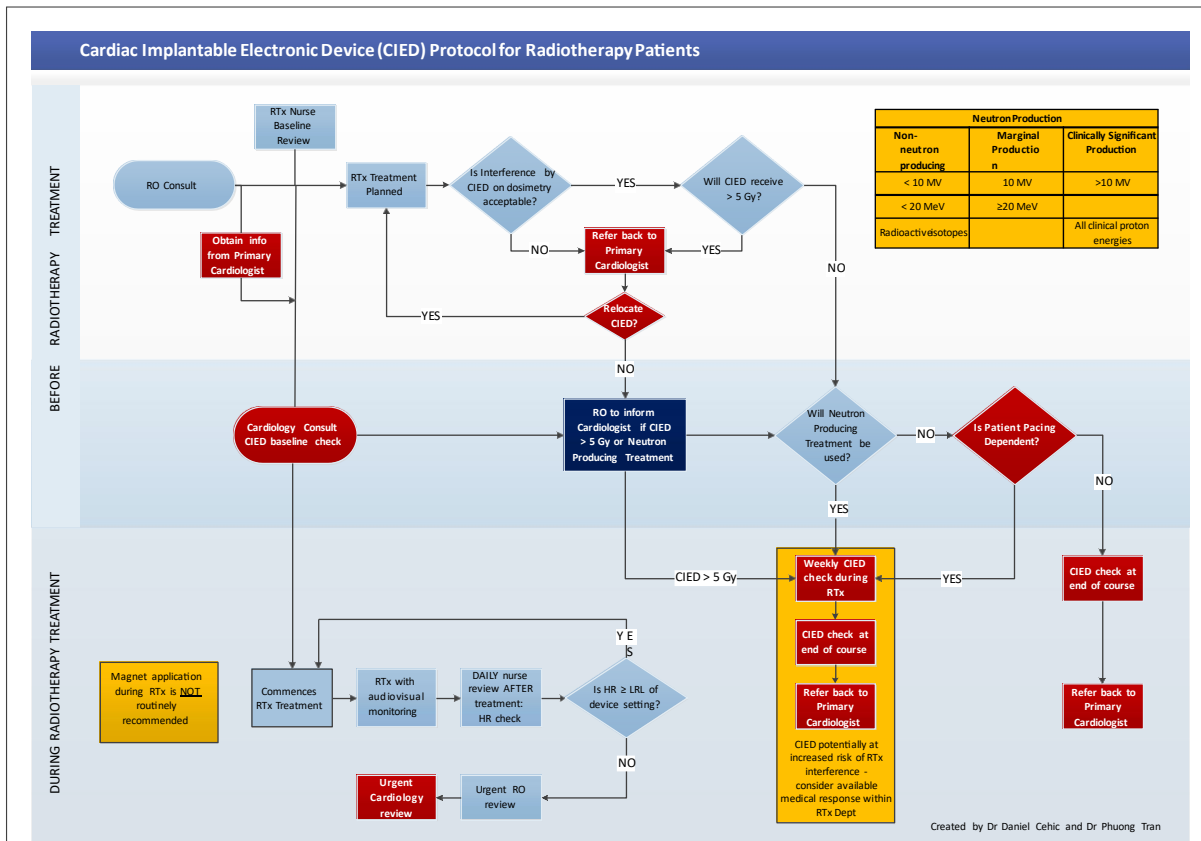 Cardiac Implantable Electronic Device (CIED) Protocol for Radiotherapy Patients
BEFORE RADIOTHERAPY TREATMENT
RTx Nurse
Baseline
Review
RO Consult
Obtain info
from Primary
Cardiologist
RTx Treatment
Planned
Is Interference by
CIED on dosimetry
acceptable?
YES
NO
Will CIED receive
> 5 Gy?
YES
NO
Refer back to
Primary
Cardiologist
Relocate
CIED?
YES
NO
Neutron Production
Non-
neutron
producing
Marginal
Productio
n
Clinically Significant
Production
< 10 MV
10 MV
>10 MV
< 20 MeV
≥20 MeV
Radioactive isotopes
All clinical proton
energies
Cardiology Consult
CIED baseline check
RO to inform
Cardiologist if CIED
> 5 Gy or Neutron
Producing Treatment
Will Neutron
Producing
Treatment be
used?
NO
YES
Is Patient Pacing
Dependent?
NO
YES
DURING RADIOTHERAPY TREATMENT
CIED > 5 Gy
Weekly CIED
check during
RTx
CIED check at
end of course
Refer back to
Primary
Cardiologist
CIED potentially at
increased risk of RTx
interference -
consider available
medical response within
RTx Dept
CIED check at
end of course
Refer back to
Primary
Cardiologist
Magnet application
during RTx is NOT
routinely
recommended
Commences
RTx Treatment
RTx with
audiovisual
monitoring
DAILY nurse
review AFTER
treatment:
HR check
Is HR ≥ LRL of
device setting?
Y E
S
NO
Urgent RO
review
Urgent
Cardiology
review
Created by Dr Daniel Cehic and Dr Phuong Tran